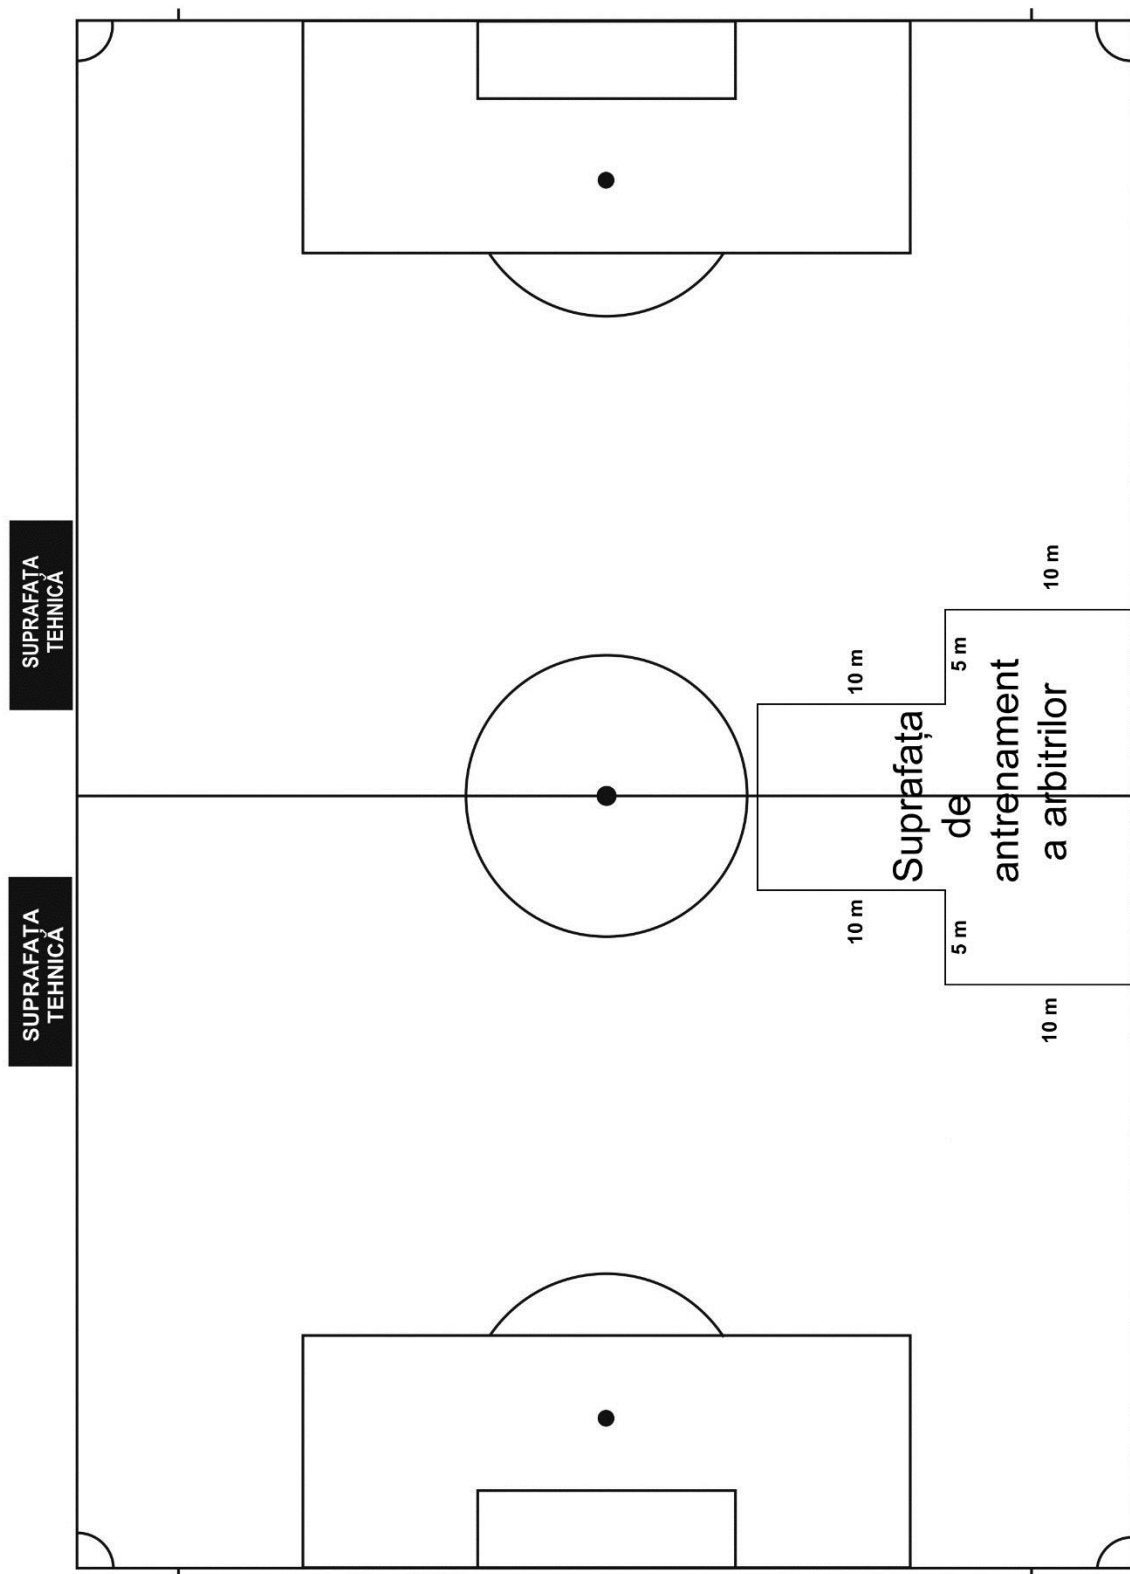 SUPRAFAȚA
TEHNICĂ
SUPRAFAȚA
TEHNICĂ
10 m
10 m
5 m
5 m
10 m
10 m
Suprafața
de
antrenament
a arbitrilor